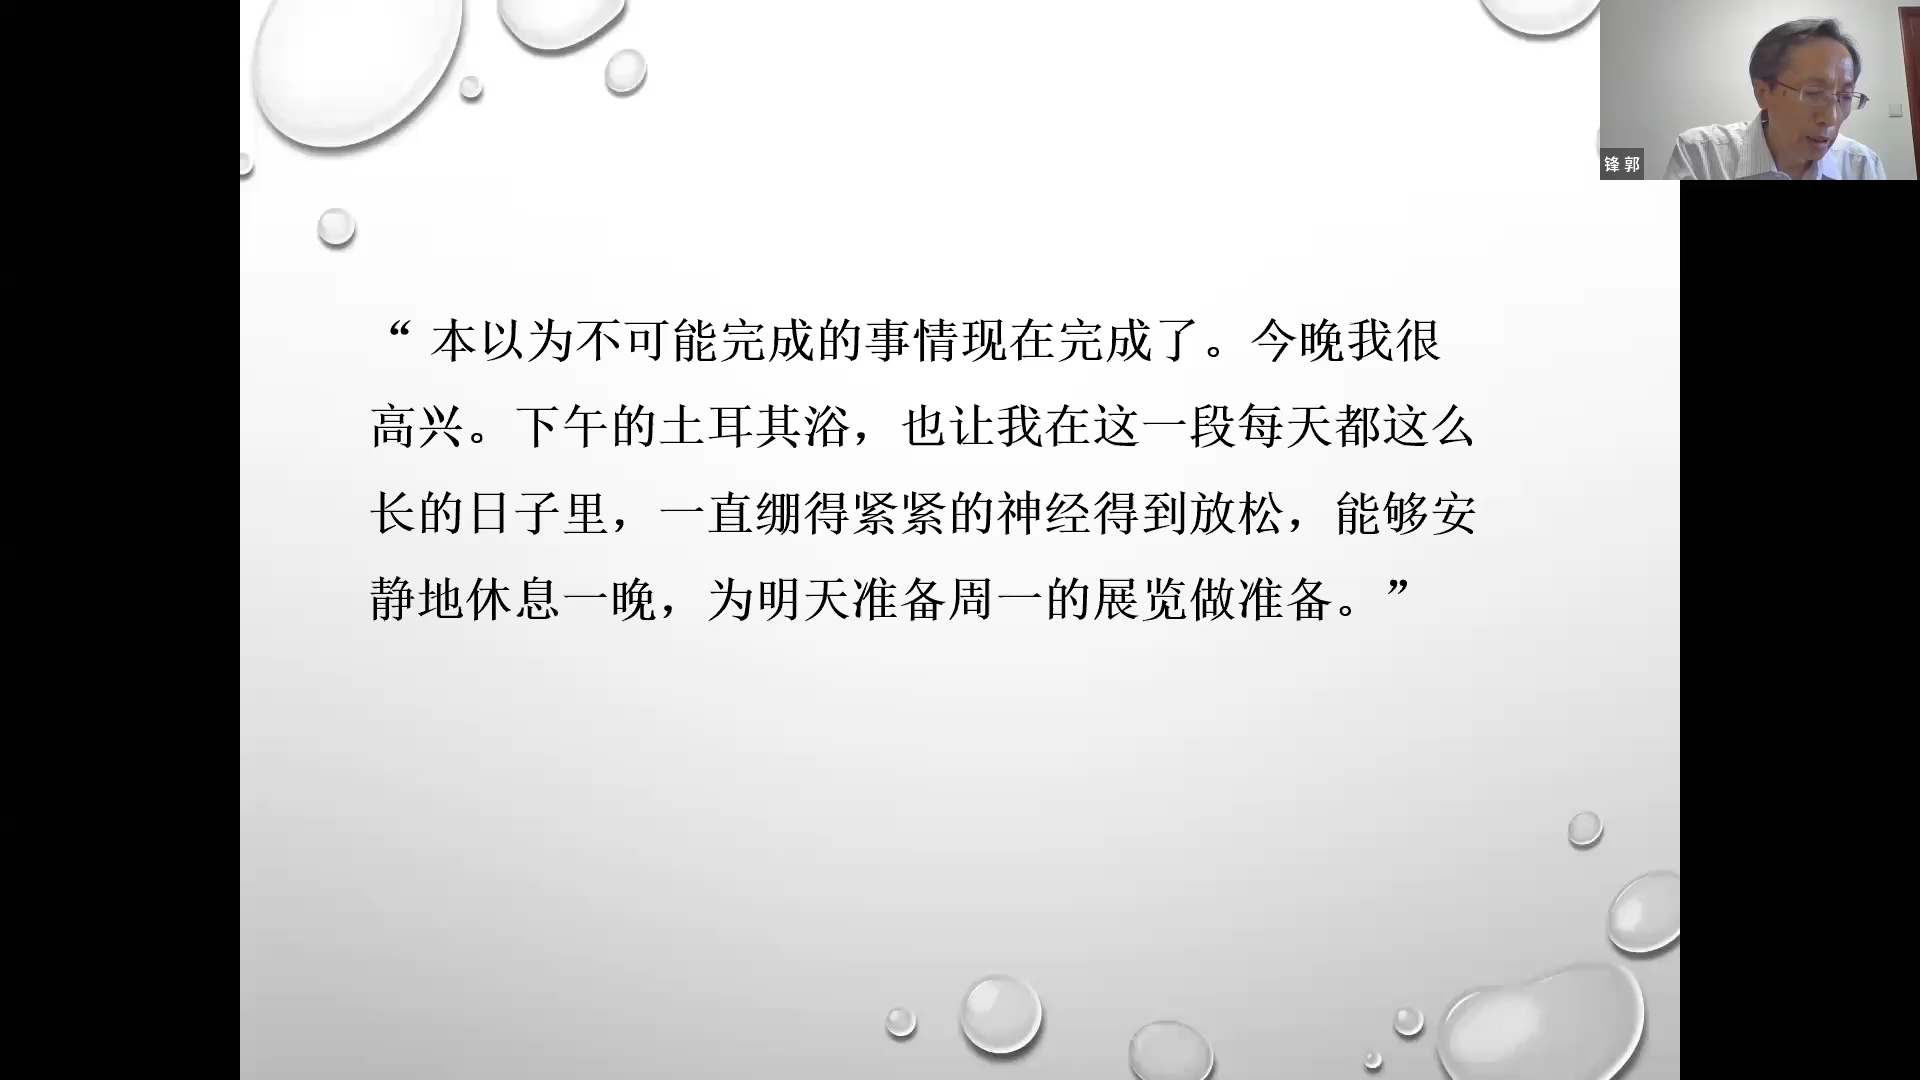 “ 本以为不可能完成的事情现在完成了。今晚我很
高兴。下午的土耳其浴，也让我在这一段每天都这么
长的日子里，一直绷得紧紧的神经得到放松，能够安
静地休息一晚，为明天准备周一的展览做准备。”
锋 郭